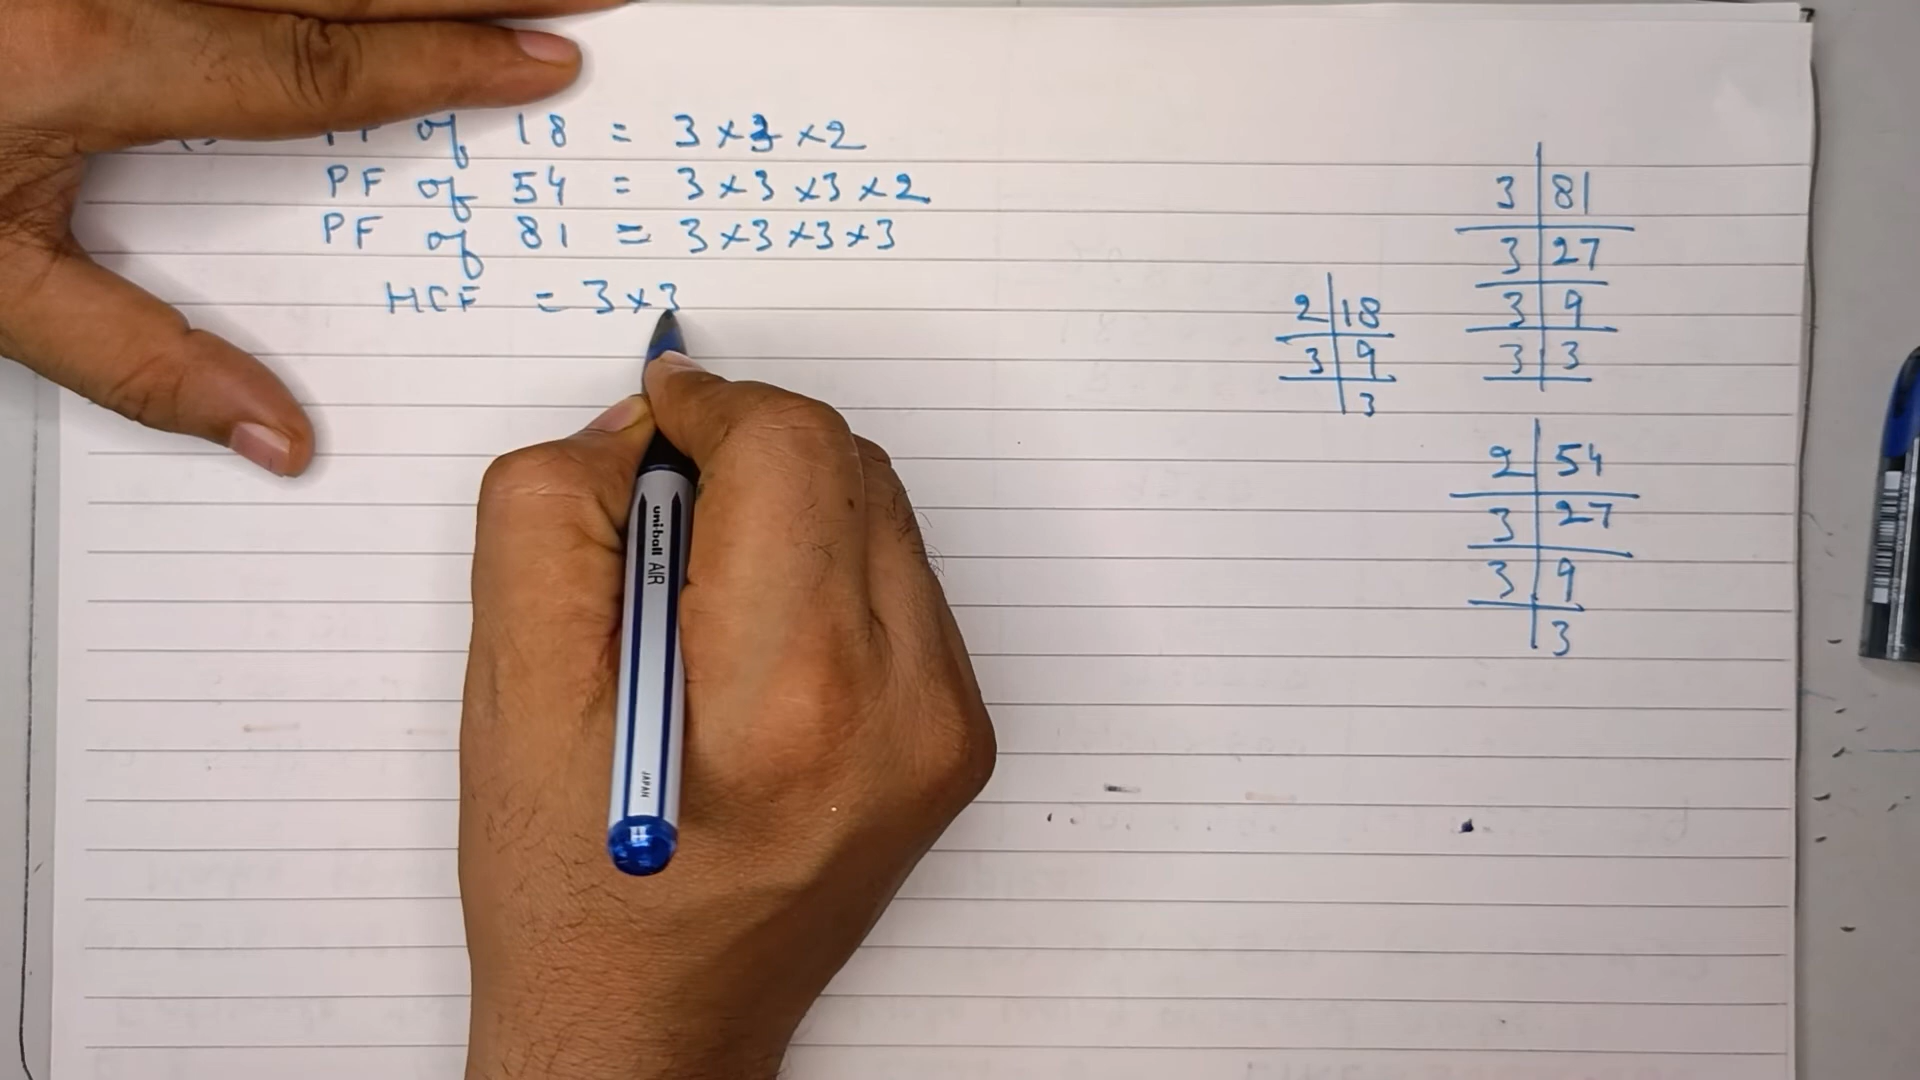 of 18 = 3 × 3 × 2
PF of 54 = 3 × 3 × 3 × 2
PF of 81 = 3 × 3 × 3 × 3
HCF = 3 × 3
2 18
3 9
3
3 81
3 27
3 9
3 3
2 54
3 27
3 9
3
uni-ball AIR
JAPAN